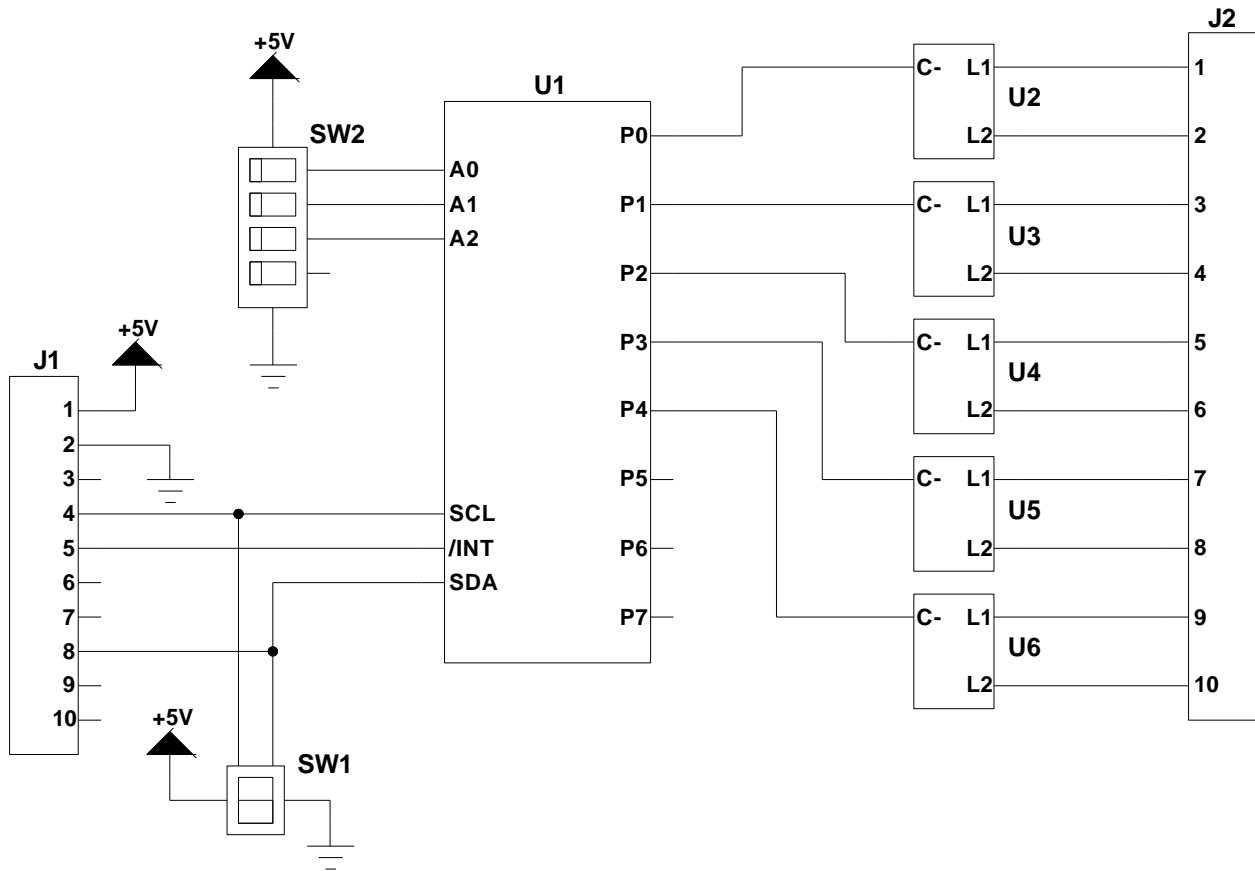 +5V
SW2
U1
A0
A1
A2
SCL
/INT
SDA
P0
P1
P2
P3
P4
P5
P6
P7
+5V
J1
1
2
3
4
5
6
7
8
9
10
+5V
SW1
C- L1
U2
L2
C- L1
U3
L2
C- L1
U4
L2
C- L1
U5
L2
C- L1
U6
L2
J2
1
2
3
4
5
6
7
8
9
10